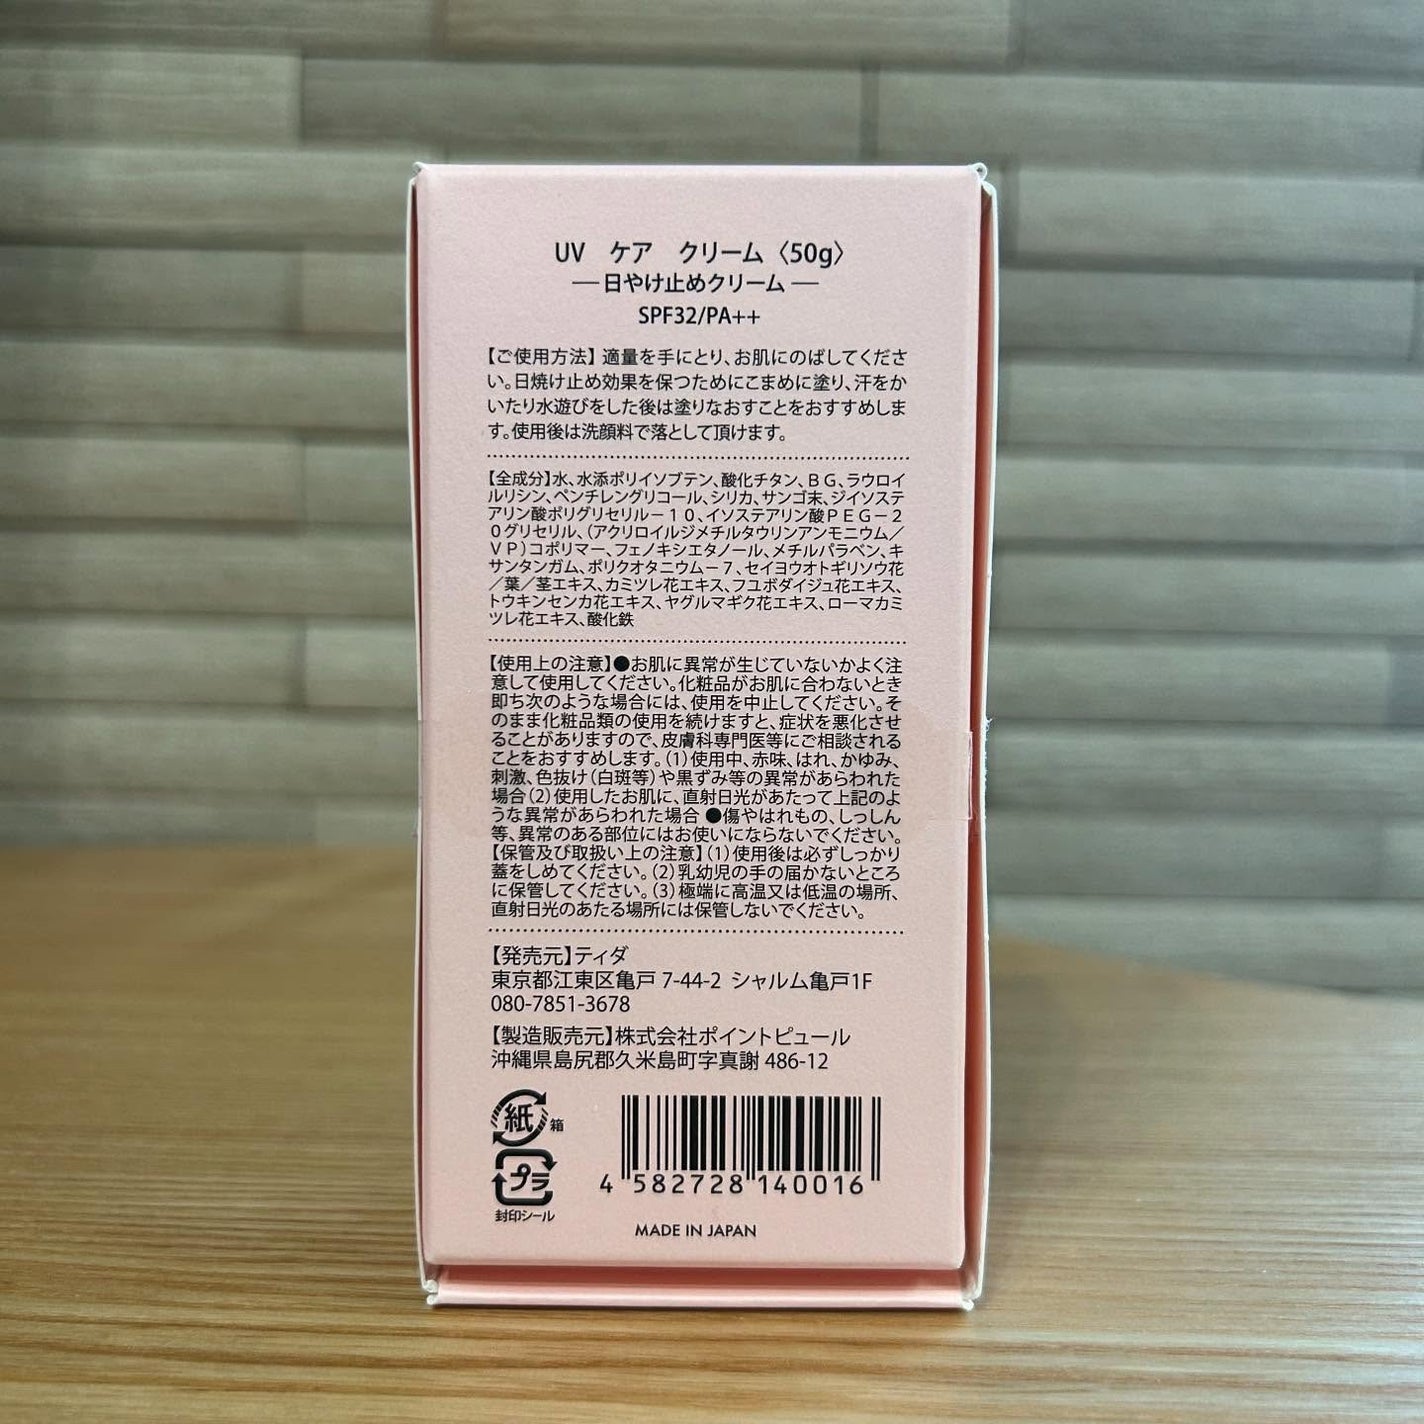 UV ケア クリーム〈50g〉
―日やけ止めクリーム―
SPF32/PA++
【ご使用方法】適量を手にとり、お肌にのばしてくださ
い。日焼け止め効果を保つためにこまめに塗り、汗をか
いたり水遊びをした後は塗りなおすことをおすすめしま
す。使用後は洗顔料で落として頂けます。
【全成分】水、水添ポリイソブテン、酸化チタン、BG、ラウロイ
ルリシン、ペンチレングリコール、シリカ、サンゴ末、ジイソステ
アリン酸ポリグリセリル－10、イソステアリン酸PEG－2
0グリセリル、(アクリロイルジメチルタウリンアンモニウム／
VP)コポリマー、フェノキシエタノール、メチルパラベン、キ
サンタンガム、ポリクオタニウム－7、セイヨウオトギリソウ花
／葉／茎エキス、カミツレ花エキス、フユボダイジュ花エキス、
トウキンセンカ花エキス、ヤグルマギク花エキス、ローマカミ
ツレ花エキス、酸化鉄
【使用上の注意】●お肌に異常が生じていないかよく注
意して使用してください。化粧品がお肌に合わないとき
即ち次のような場合には、使用を中止してください。そ
のまま化粧品類の使用を続けますと、症状を悪化させ
ることがありますので、皮膚科専門医等にご相談される
ことをおすすめします。(1)使用中、赤味、はれ、かゆみ、
刺激、色抜け(白斑等)や黒ずみ等の異常があらわれた
場合(2)使用したお肌に、直射日光があたって上記のよ
うな異常があらわれた場合 ●傷やはれもの、しっしん
等、異常のある部位にはお使いにならないでください。
【保管及び取扱い上の注意】(1)使用後は必ずしっかり
蓋をしめてください。(2)乳幼児の手の届かないところ
に保管してください。(3)極端に高温又は低温の場所、
直射日光のあたる場所には保管しないでください。
【発売元】ティダ
東京都江東区亀戸 7-44-2 シャルム亀戸1F
080-7851-3678
【製造販売元】株式会社ポイントピュール
沖縄県島尻郡久米島町字真謝 486-12
紙 箱
プラ
封印シール
4 582728 140016
MADE IN JAPAN